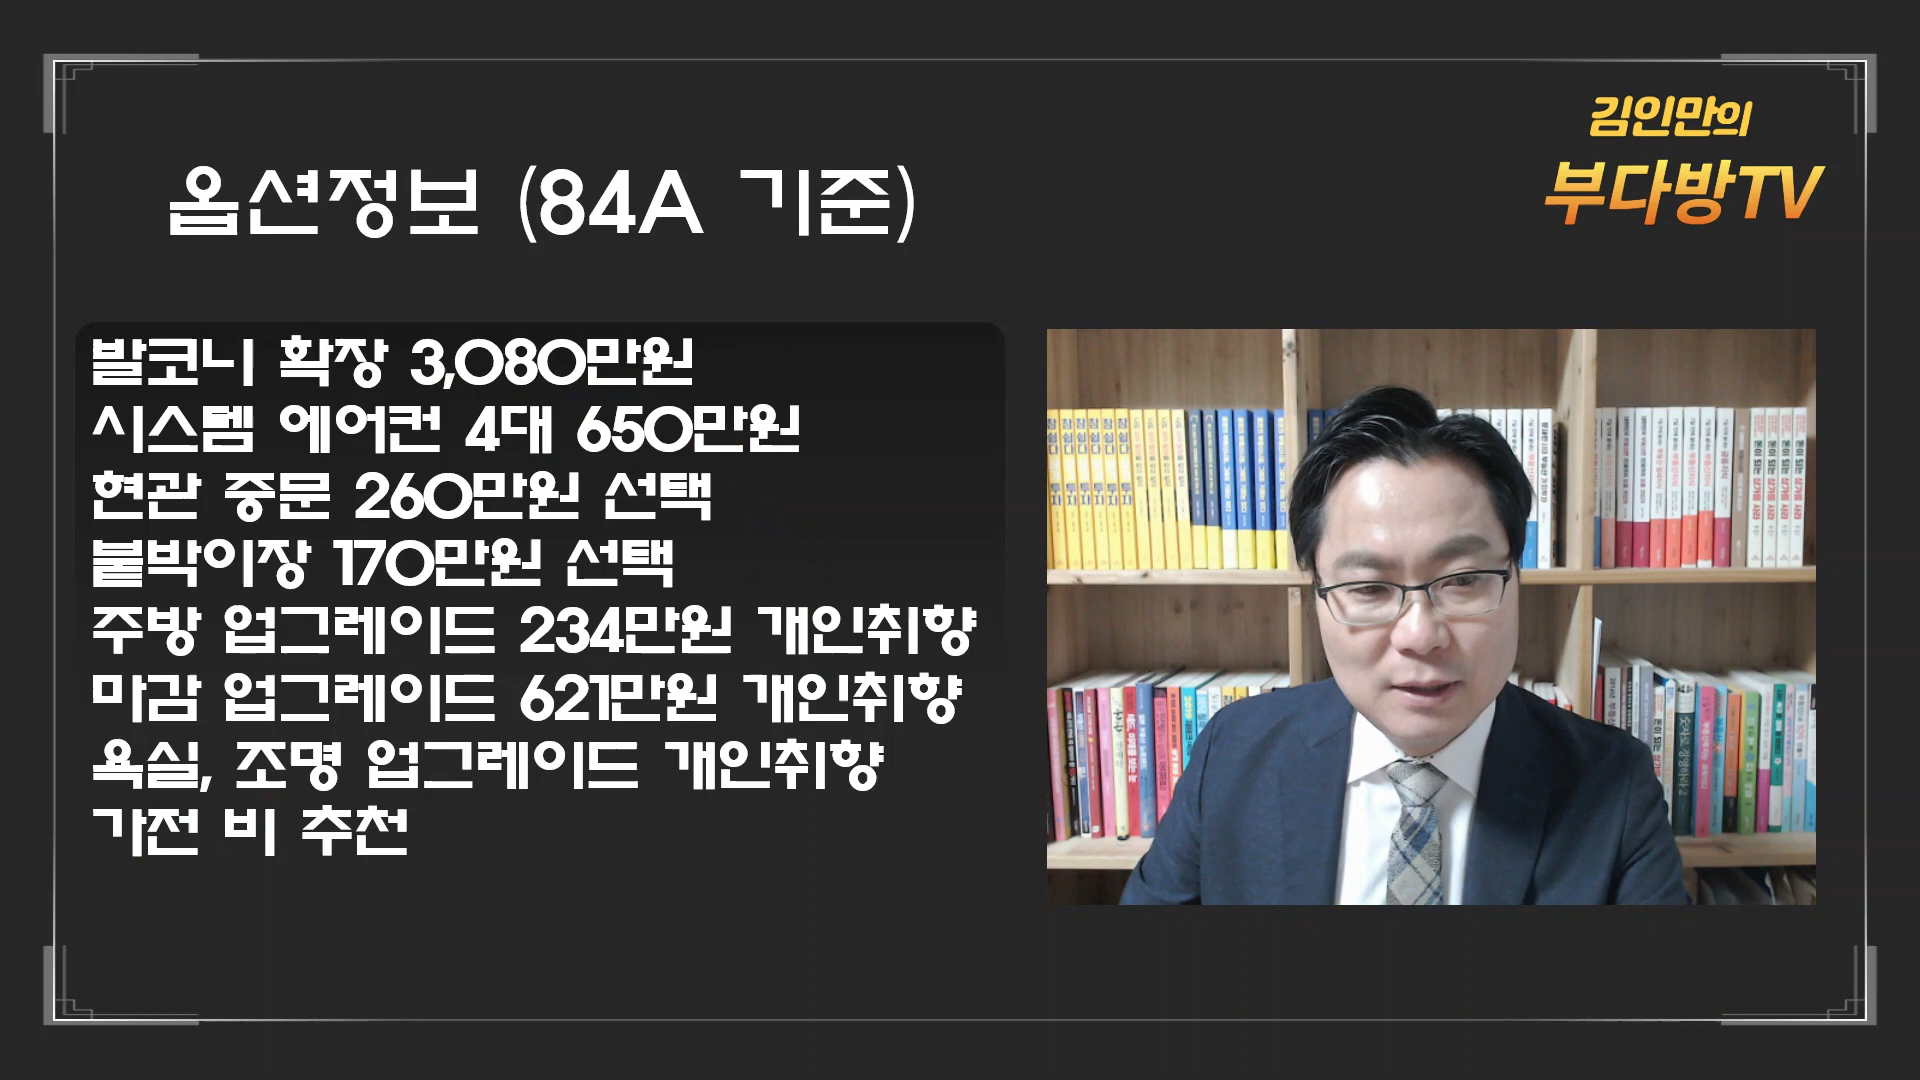 김인만의
부다방TV
옵션정보 (84A 기준)
발코니 확장 3,080만원
시스템 에어컨 4대 650만원
현관 중문 260만원 선택
붙박이장 170만원 선택
주방 업그레이드 234만원 개인취향
마감 업그레이드 621만원 개인취향
욕실, 조명 업그레이드 개인취향
가전 비 추천